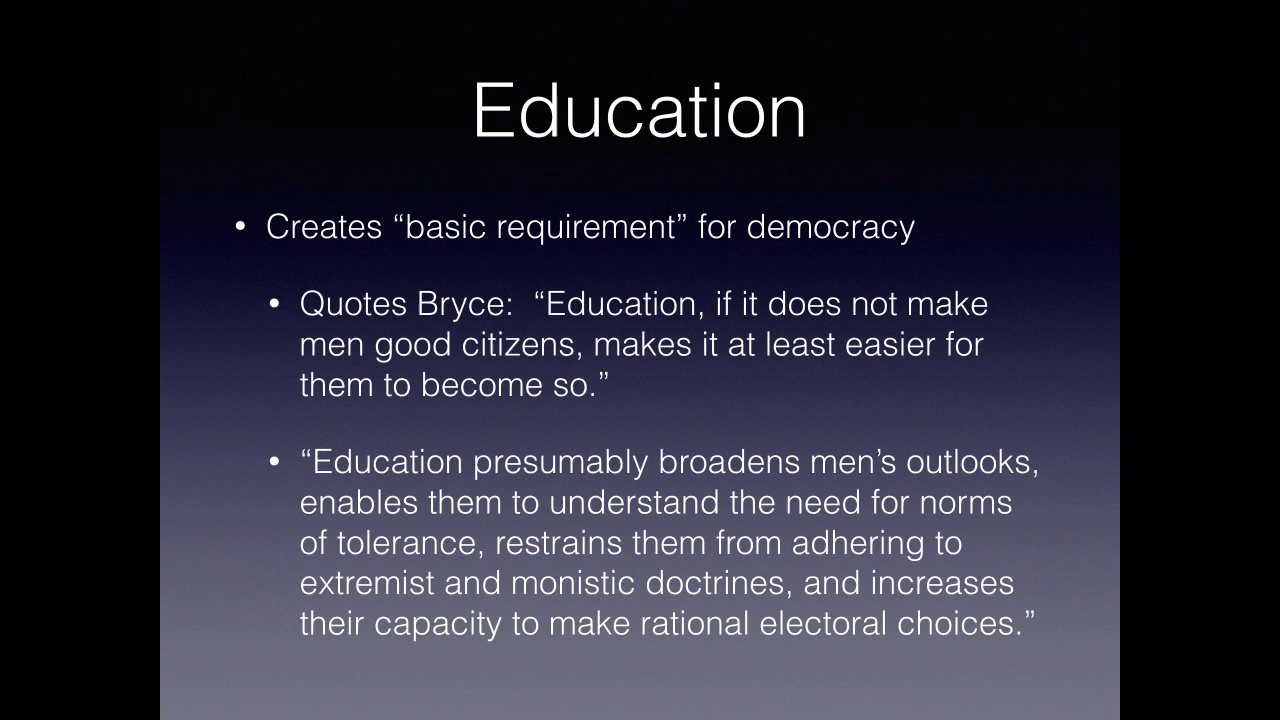 Education
• Creates “basic requirement” for democracy
• Quotes Bryce:  “Education, if it does not make
men good citizens, makes it at least easier for
them to become so.”
• “Education presumably broadens men’s outlooks,
enables them to understand the need for norms
of tolerance, restrains them from adhering to
extremist and monistic doctrines, and increases
their capacity to make rational electoral choices.”